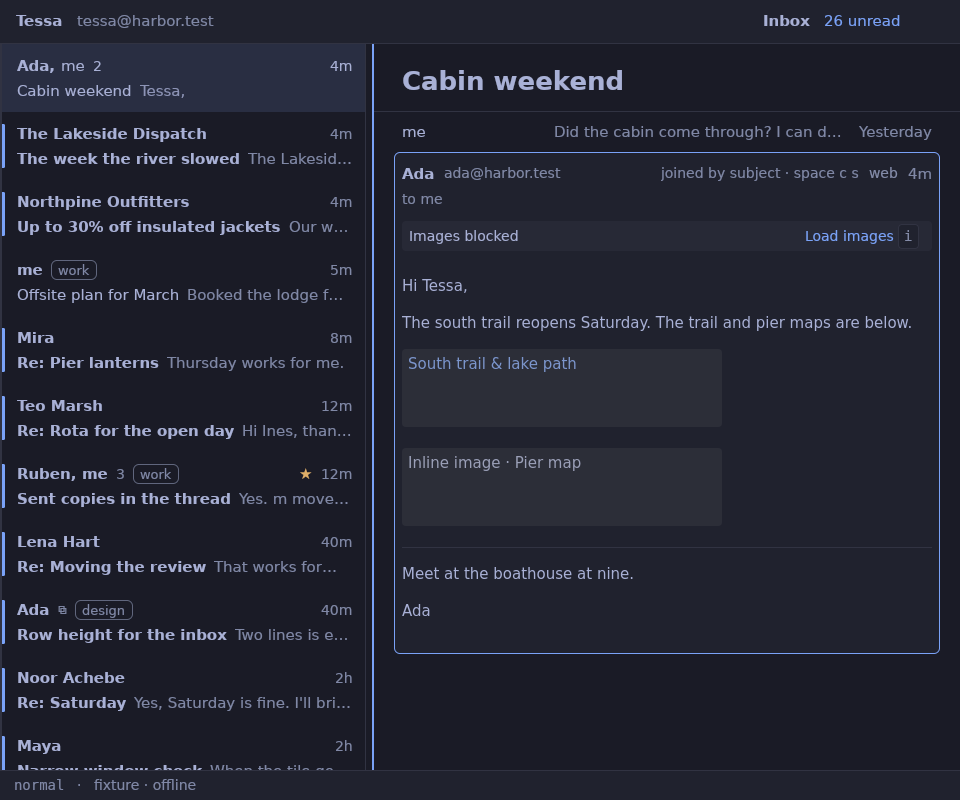 Tessa tessa@harbor.test Inbox 26 unread
Ada, me 2 4m
Cabin weekend Tessa,
The Lakeside Dispatch 4m
The week the river slowed The Lakesid…
Northpine Outfitters 4m
Up to 30% off insulated jackets Our w…
me work 5m
Offsite plan for March Booked the lodge f…
Mira 8m
Re: Pier lanterns Thursday works for me.
Teo Marsh 12m
Re: Rota for the open day Hi Ines, than…
Ruben, me 3 work ★ 12m
Sent copies in the thread Yes. m move…
Lena Hart 40m
Re: Moving the review That works for…
Ada design 40m
Row height for the inbox Two lines is e…
Noor Achebe 2h
Re: Saturday Yes, Saturday is fine. I'll bri…
Maya 2h
Narrow window check When the tile go…
Cabin weekend
me Did the cabin come through? I can d… Yesterday
Ada ada@harbor.test joined by subject · space c s web 4m
to me
Images blocked Load images i
Hi Tessa,
The south trail reopens Saturday. The trail and pier maps are below.
South trail & lake path
Inline image · Pier map
Meet at the boathouse at nine.
Ada
normal · fixture · offline